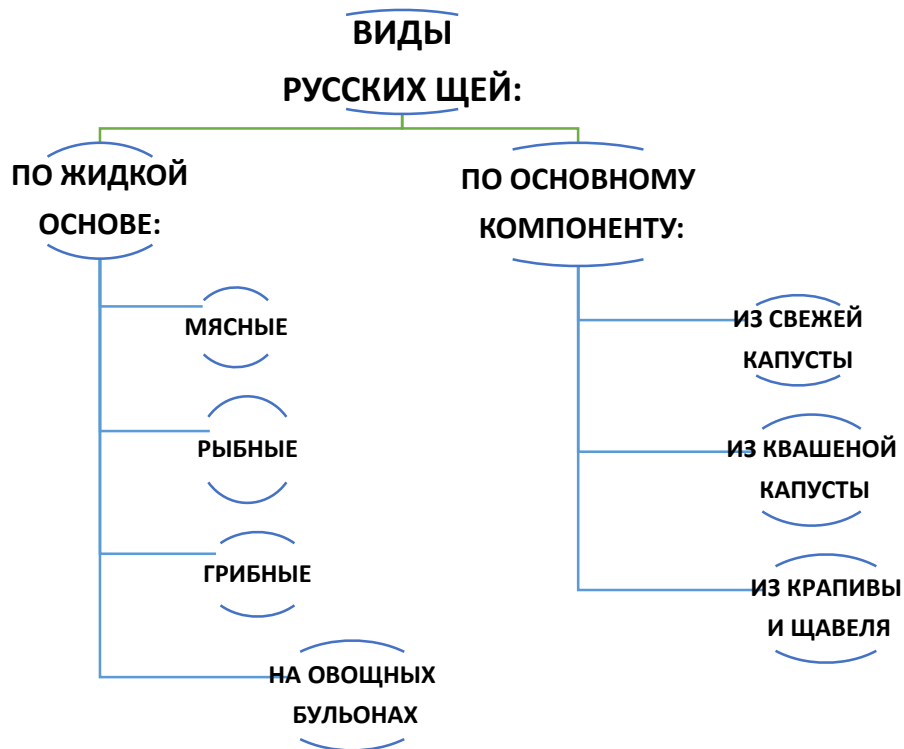 ВИДЫ
РУССКИХ ЩЕЙ:
ПО ЖИДКОЙ
ОСНОВЕ:
МЯСНЫЕ
РЫБНЫЕ
ГРИБНЫЕ
НА ОВОЩНЫХ
БУЛЬОНАХ
ПО ОСНОВНОМУ
КОМПОНЕНТУ:
ИЗ СВЕЖЕЙ
КАПУСТЫ
ИЗ КВАШЕНОЙ
КАПУСТЫ
ИЗ КРАПИВЫ
И ЩАВЕЛЯ